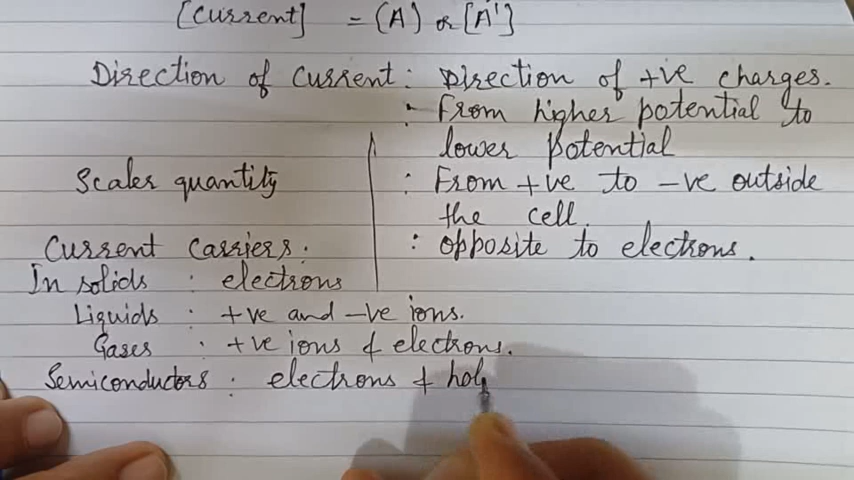 [Current] = (A) or [A¹]
Direction of Current : Direction of +ve charges.
: From higher potential to
lower potential
Scaler quantity : From +ve to -ve outside
the cell.
Current carriers : : opposite to electrons.
In solids : electrons
Liquids : +ve and -ve ions.
Gases : +ve ions & electrons.
Semiconductors : electrons & hol